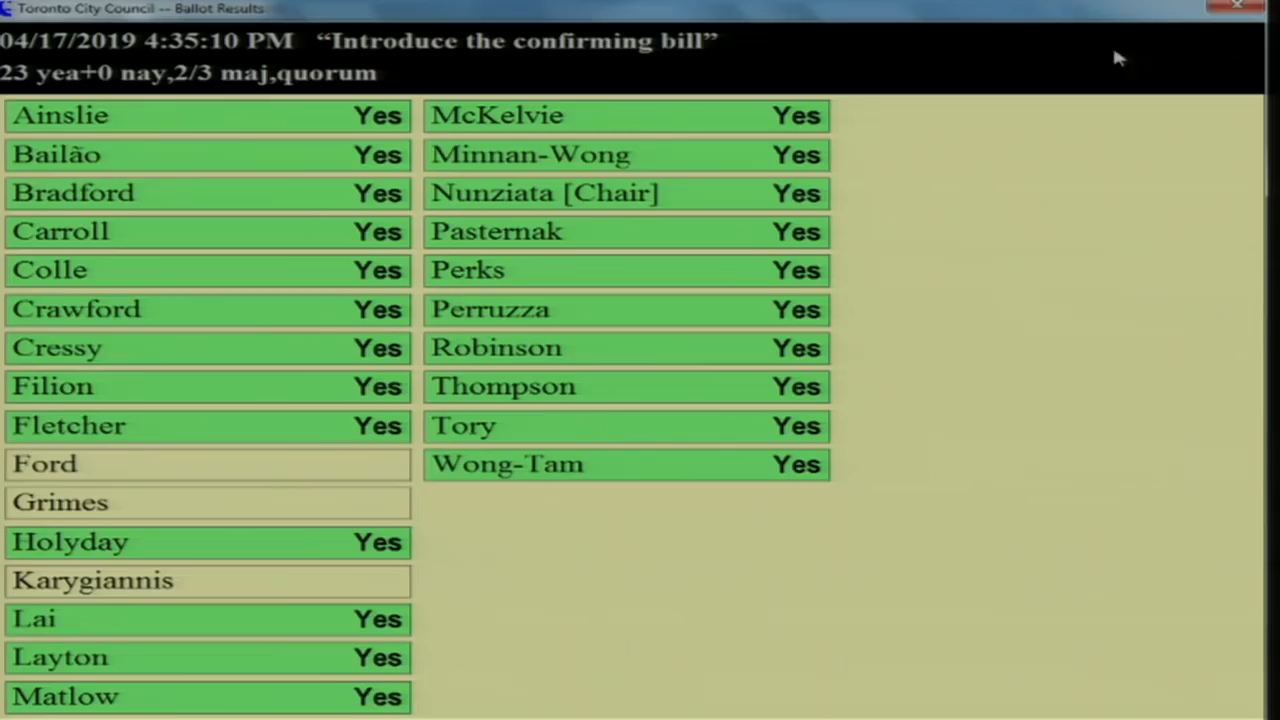 Toronto City Council -- Ballot Results
04/17/2019 4:35:10 PM “Introduce the confirming bill”
23 yea+0 nay,2/3 maj,quorum
Ainslie Yes
Bailão Yes
Bradford Yes
Carroll Yes
Colle Yes
Crawford Yes
Cressy Yes
Filion Yes
Fletcher Yes
Ford
Grimes
Holyday Yes
Karygiannis
Lai Yes
Layton Yes
Matlow Yes
McKelvie Yes
Minnan-Wong Yes
Nunziata [Chair] Yes
Pasternak Yes
Perks Yes
Perruzza Yes
Robinson Yes
Thompson Yes
Tory Yes
Wong-Tam Yes